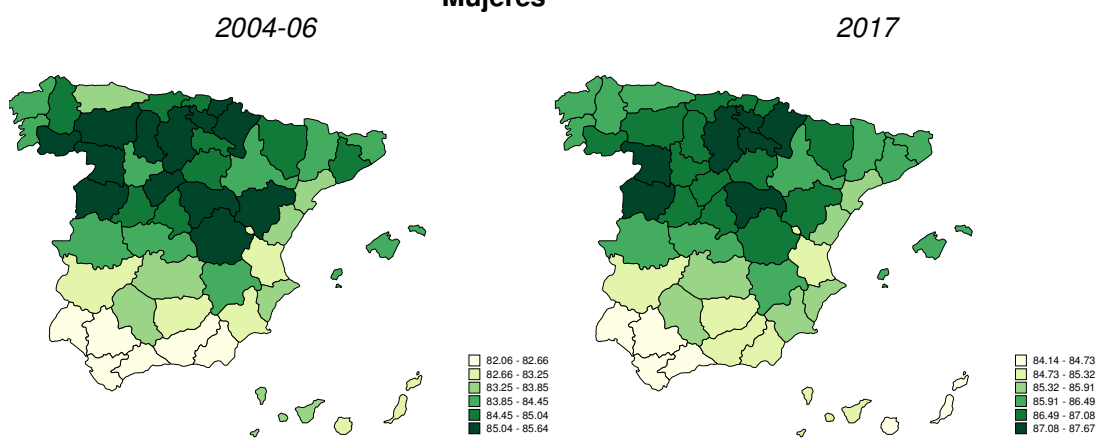 Mujeres
2004-06
2017
82.06 - 82.66
82.66 - 83.25
83.25 - 83.85
83.85 - 84.45
84.45 - 85.04
85.04 - 85.64
84.14 - 84.73
84.73 - 85.32
85.32 - 85.91
85.91 - 86.49
86.49 - 87.08
87.08 - 87.67